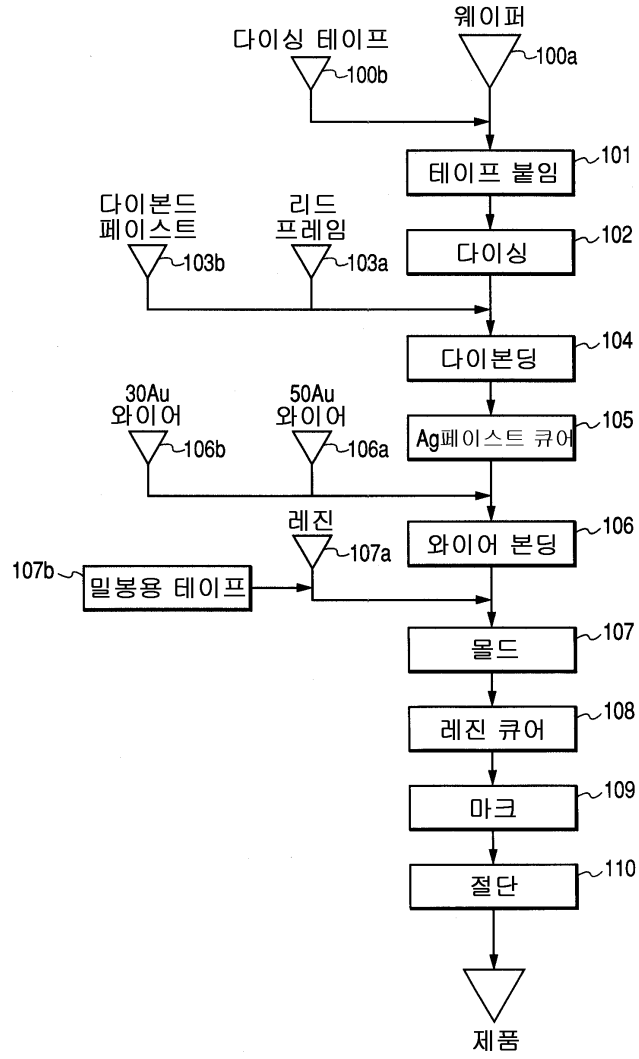 웨이퍼
100a
다이싱 테이프
100b
테이프 붙임
101
다이본드
페이스트
103b
리드
프레임
103a
다이싱
102
다이본딩
104
30Au
와이어
106b
50Au
와이어
106a
Ag페이스트 큐어
105
와이어 본딩
106
레진
107a
107b
밀봉용 테이프
몰드
107
레진 큐어
108
마크
109
절단
110
제품